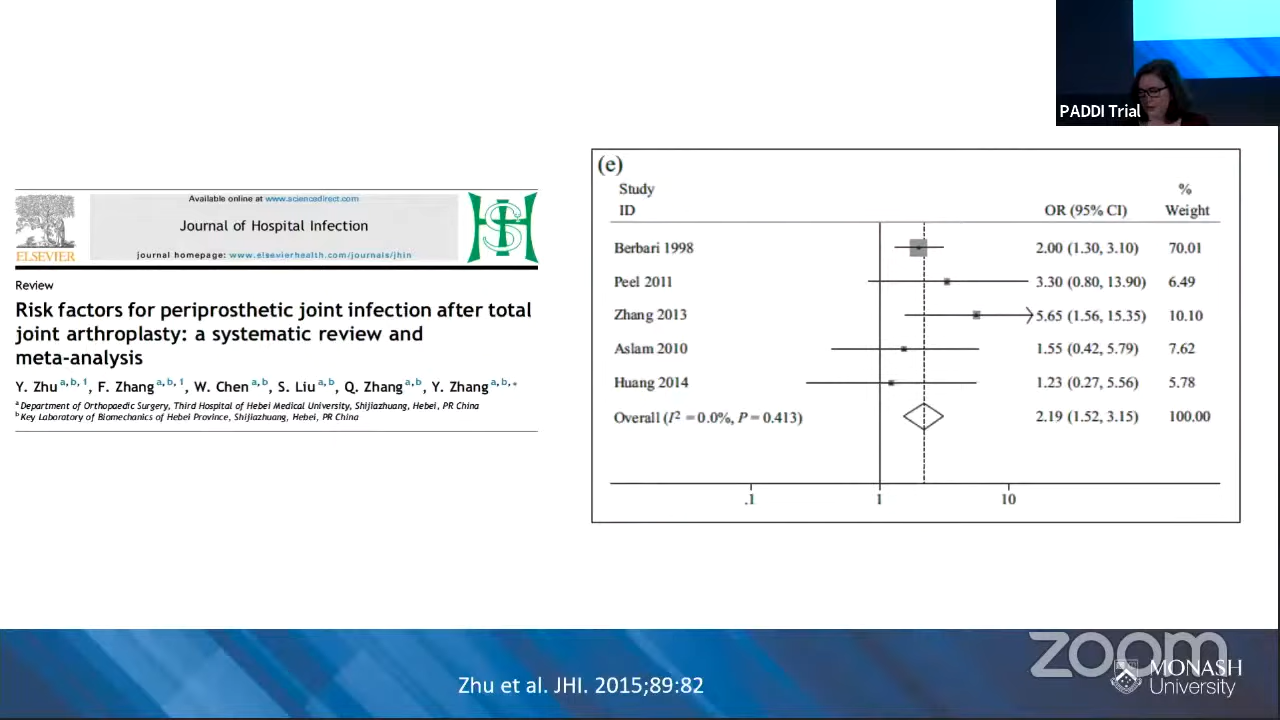 PADDI Trial
Available online at www.sciencedirect.com
Journal of Hospital Infection
journal homepage: www.elsevierhealth.com/journals/jhin
ELSEVIER
Review
Risk factors for periprosthetic joint infection after total
joint arthroplasty: a systematic review and
meta-analysis
Y. Zhu a, b, 1, F. Zhang a, b, 1, W. Chen a, b, S. Liu a, b, Q. Zhang a, b, Y. Zhang a, b, *
a Department of Orthopaedic Surgery, Third Hospital of Hebei Medical University, Shijiazhuang, Hebei, PR China
b Key Laboratory of Biomechanics of Hebei Province, Shijiazhuang, Hebei, PR China
(e)
Study %
ID OR (95% CI) Weight
Berbari 1998 2.00 (1.30, 3.10) 70.01
Peel 2011 3.30 (0.80, 13.90) 6.49
Zhang 2013 5.65 (1.56, 15.35) 10.10
Aslam 2010 1.55 (0.42, 5.79) 7.62
Huang 2014 1.23 (0.27, 5.56) 5.78
Overall (I² = 0.0%, P = 0.413) 2.19 (1.52, 3.15) 100.00
.1 1 10
Zhu et al. JHI. 2015;89:82
zoom
MONASH
University